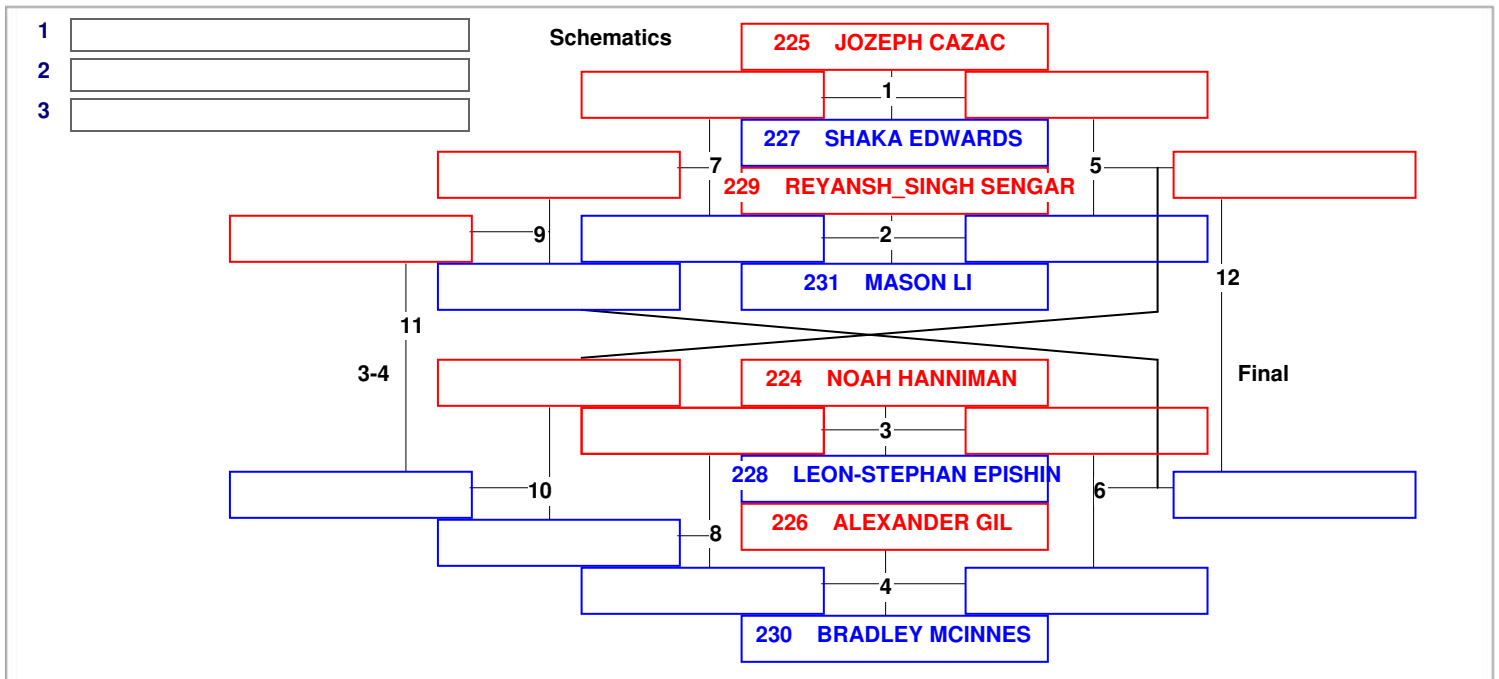 1
Schematics
225 JOZEPH CAZAC
2
1
3
227 SHAKA EDWARDS
7
5
229 REYANSH_SINGH SENGAR
9
2
231 MASON LI
12
11
3-4
224 NOAH HANNIMAN
Final
3
228 LEON-STEPHAN EPISHIN
10
6
226 ALEXANDER GIL
8
4
230 BRADLEY MCINNES